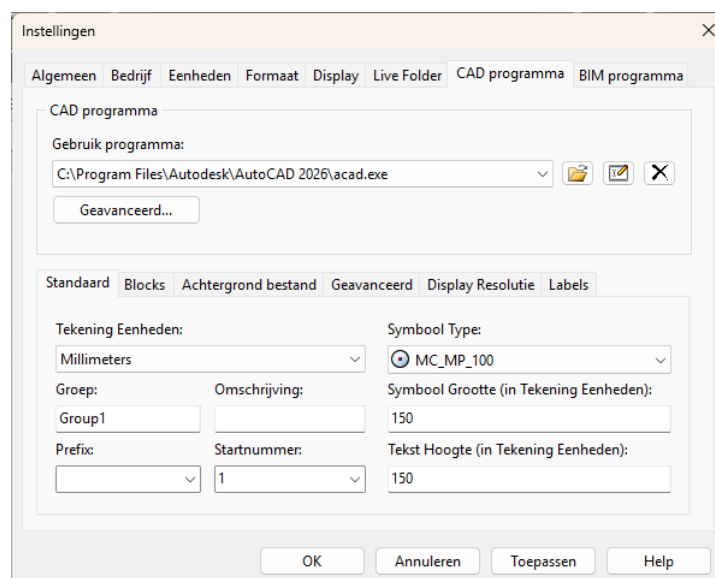 Instellingen
Algemeen Bedrijf Eenheden Formaat Display Live Folder CAD programma BIM programma
CAD programma
Gebruik programma:
C:\Program Files\Autodesk\AutoCAD 2026\acad.exe
Geavanceerd...
Standaard Blocks Achtergrond bestand Geavanceerd Display Resolutie Labels
Tekening Eenheden: Symbool Type:
Millimeters MC_MP_100
Groep: Omschrijving: Symbool Grootte (in Tekening Eenheden):
Group1 150
Prefix: Startnummer: Tekst Hoogte (in Tekening Eenheden):
1 150
OK Annuleren Toepassen Help